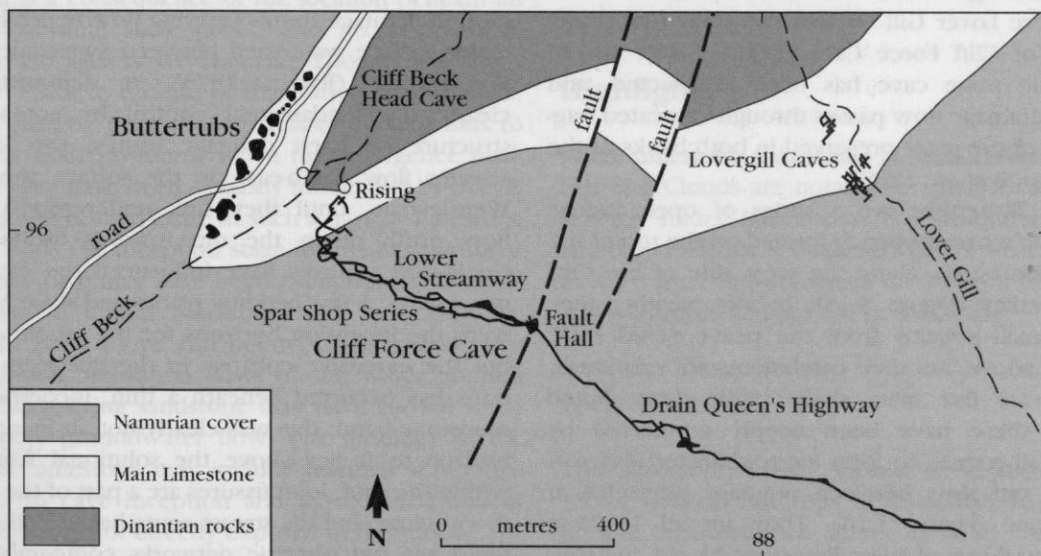 Cliff Beck
Head Cave
Buttertubs
Rising
fault
fault
Lovergill Caves
Lover Gill
road
96
Lower
Streamway
Cliff Beck
Spar Shop Series
Fault
Hall
Cliff Force Cave
Drain Queen's Highway
Namurian cover
Main Limestone
Dinantian rocks
N
0 metres 400
88